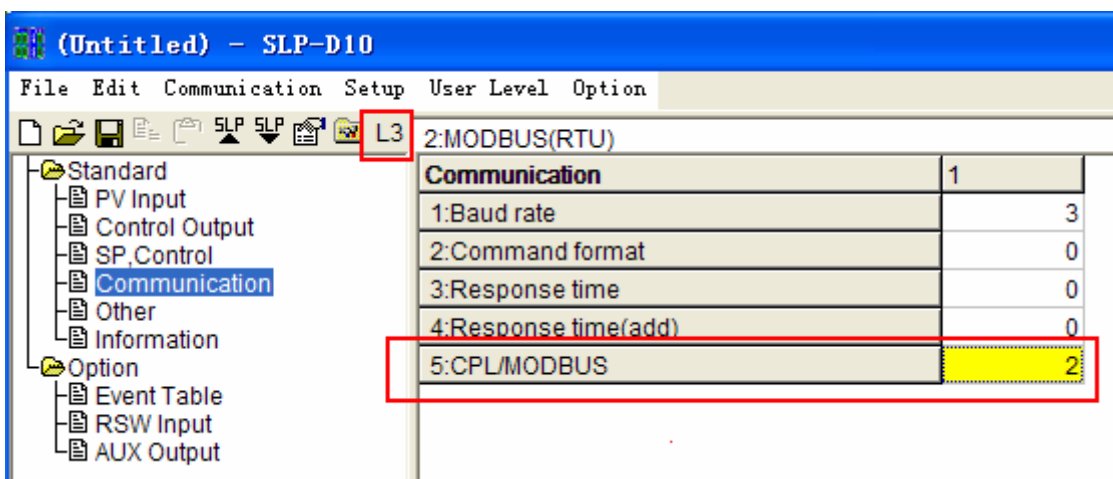 (Untitled) - SLP-D10
File Edit Communication Setup User Level Option
SLP SLP L3
2:MODBUS(RTU)
Standard
PV Input
Control Output
SP,Control
Communication
Other
Information
Option
Event Table
RSW Input
AUX Output
Communication 1
1:Baud rate 3
2:Command format 0
3:Response time 0
4:Response time(add) 0
5:CPL/MODBUS 2